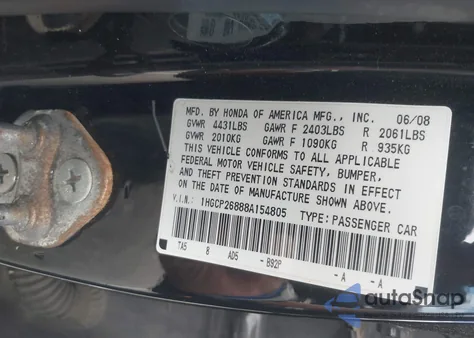 MFD. BY HONDA OF AMERICA MFG., INC. 06/08
GVWR 4431LBS GAWR F 2403LBS R 2061LBS
GVWR 2010KG GAWR F 1090KG R 935KG
THIS VEHICLE CONFORMS TO ALL APPLICABLE
FEDERAL MOTOR VEHICLE SAFETY, BUMPER,
AND THEFT PREVENTION STANDARDS IN EFFECT
ON THE DATE OF MANUFACTURE SHOWN ABOVE.
V.I.N.: 1HGCP26888A154805 TYPE: PASSENGER CAR
TA5 8 AD5 - B92P -A -A
autoSnap